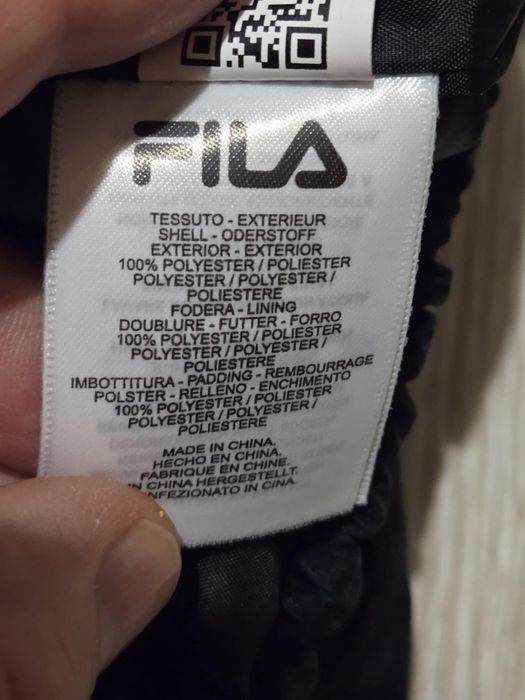 FILA
TESSUTO - EXTERIEUR
SHELL - ODERSTOFF
EXTERIOR - EXTERIOR
100% POLYESTER / POLIESTER
POLYESTER / POLYESTER /
POLIESTERE
FODERA - LINING
DOUBLURE - FUTTER - FORRO
100% POLYESTER / POLIESTER
POLYESTER / POLYESTER /
POLIESTERE
IMBOTTITURA - PADDING - REMBOURRAGE
POLSTER - RELLENO - ENCHIMENTO
100% POLYESTER / POLIESTER
POLYESTER / POLYESTER /
POLIESTERE
MADE IN CHINA.
HECHO EN CHINA.
FABRIQUE EN CHINE.
IN CHINA HERGESTELLT.
NFEZIONATO IN CINA.